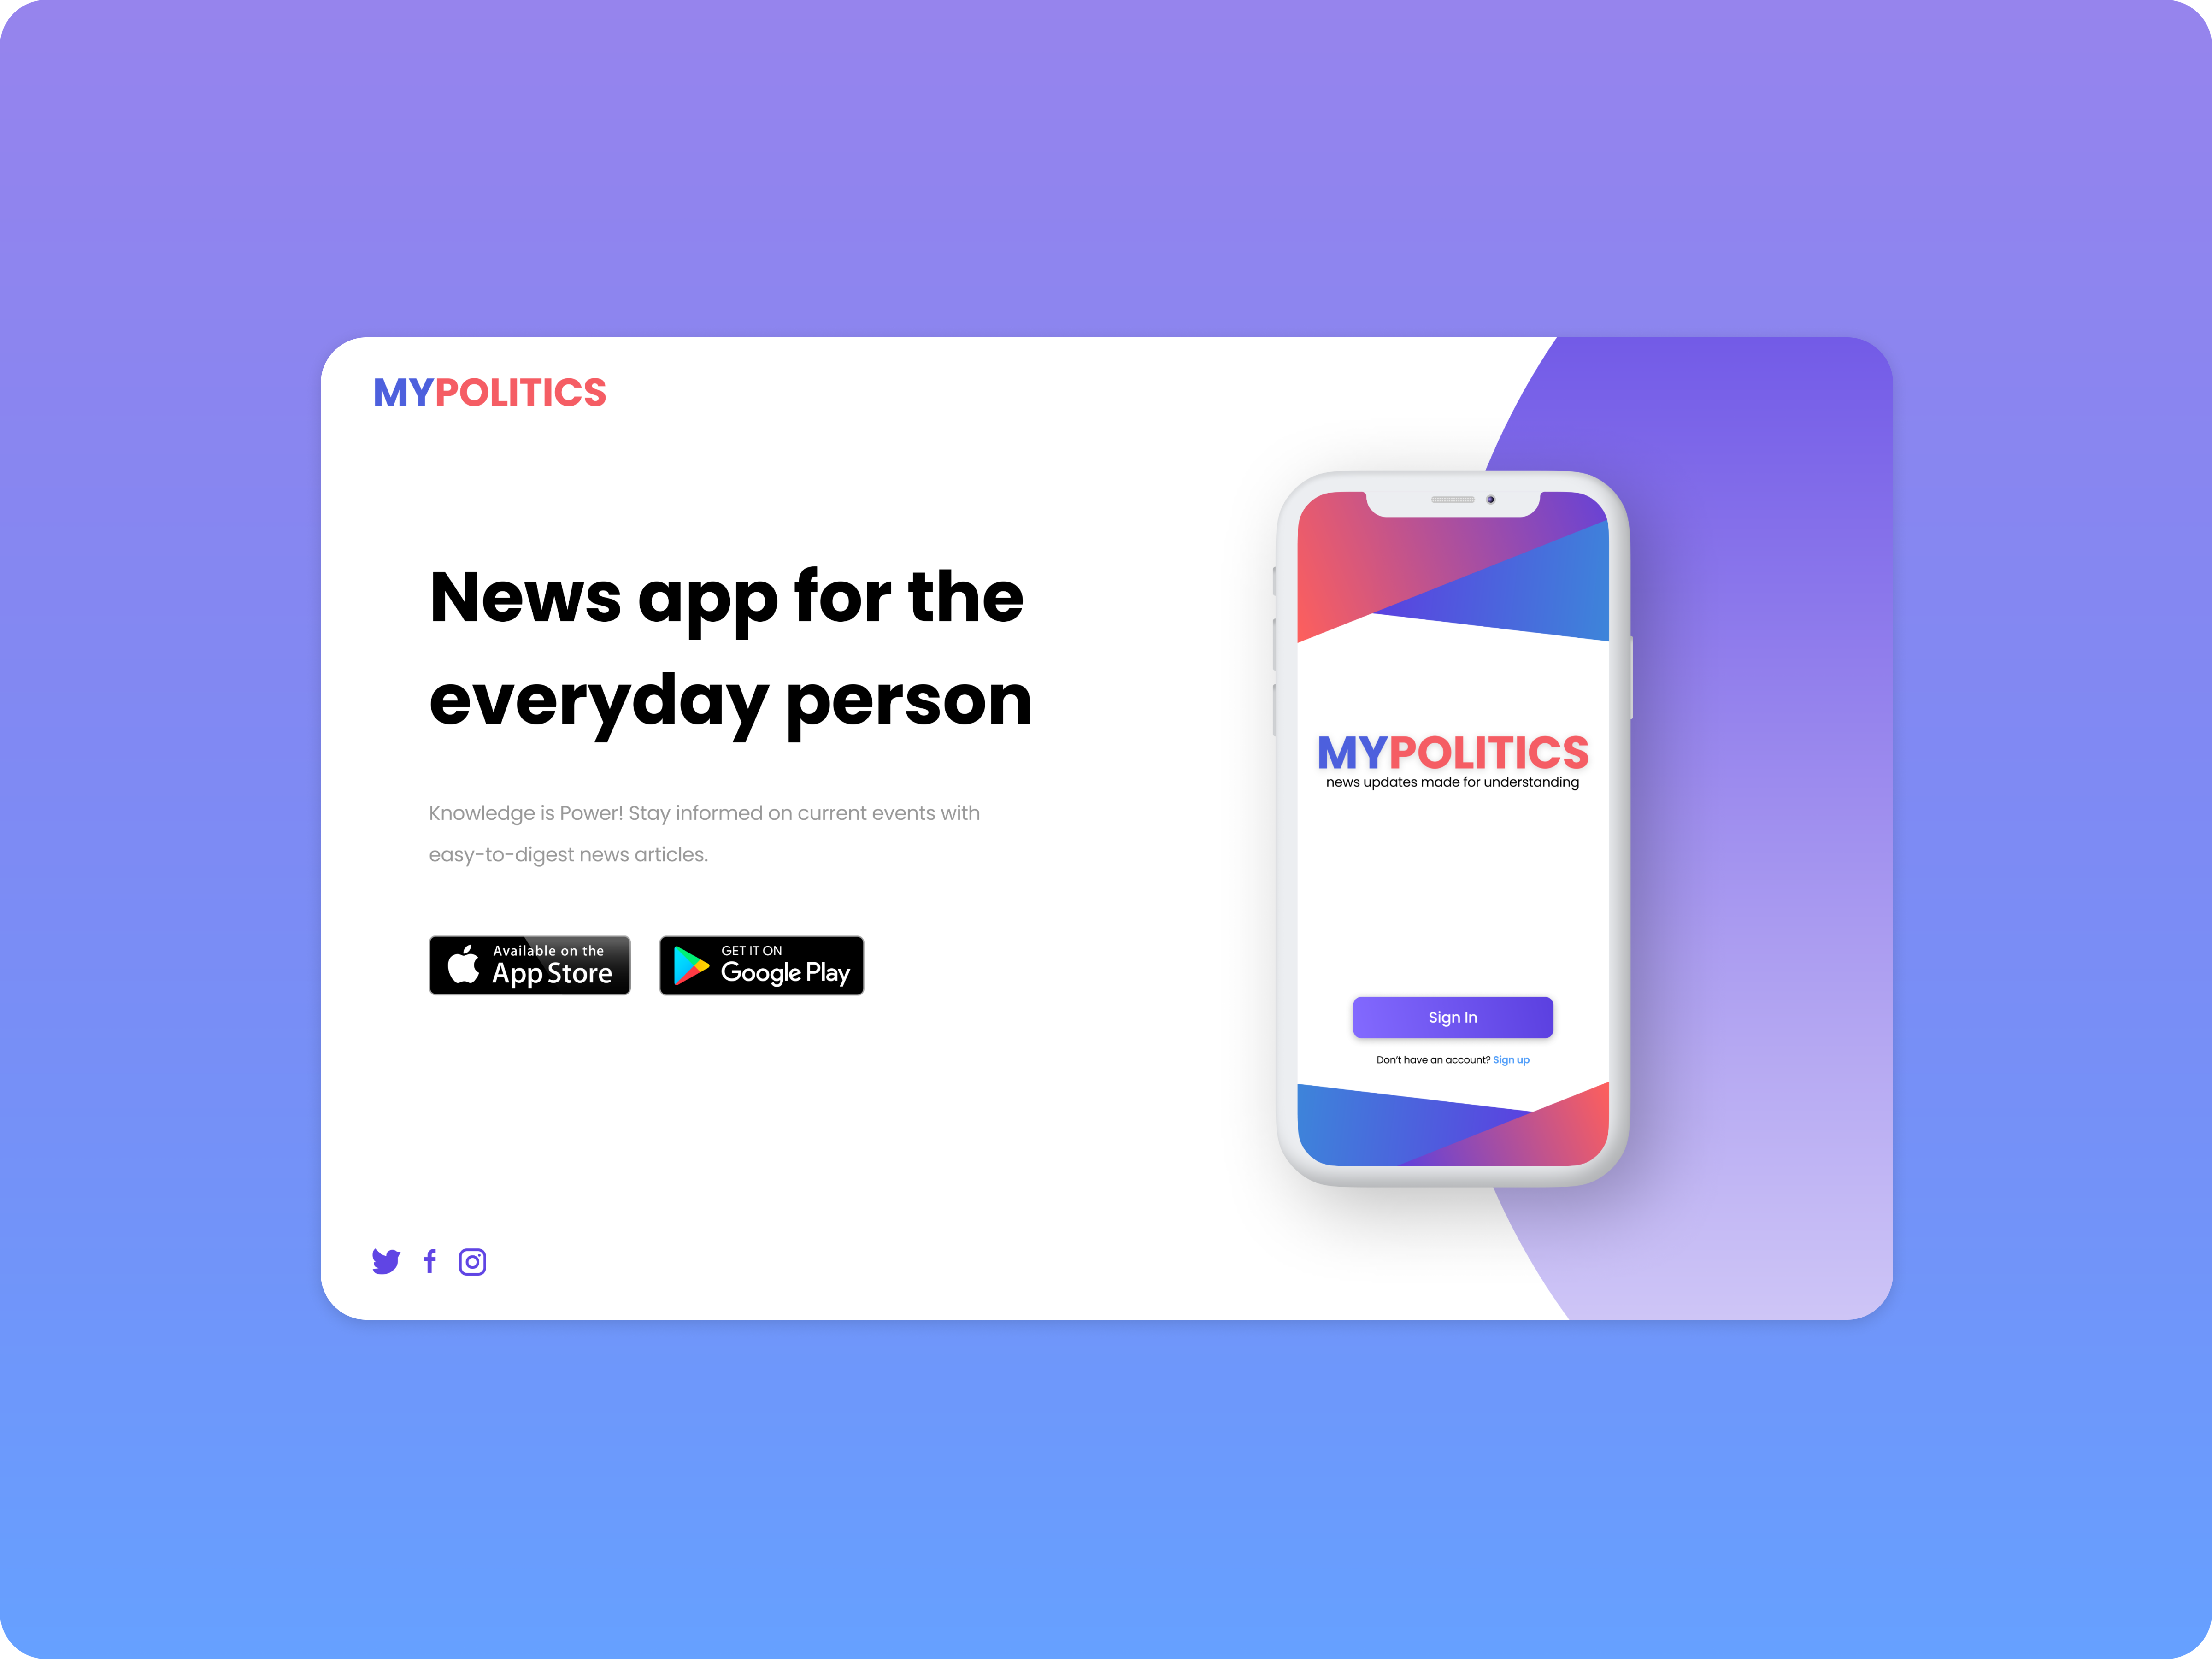 MYPOLITICS
News app for the
everyday person
Knowledge is Power! Stay informed on current events with
easy-to-digest news articles.
Available on the
App Store
GET IT ON
Google Play
MYPOLITICS
news updates made for understanding
Sign In
Don't have an account? Sign up